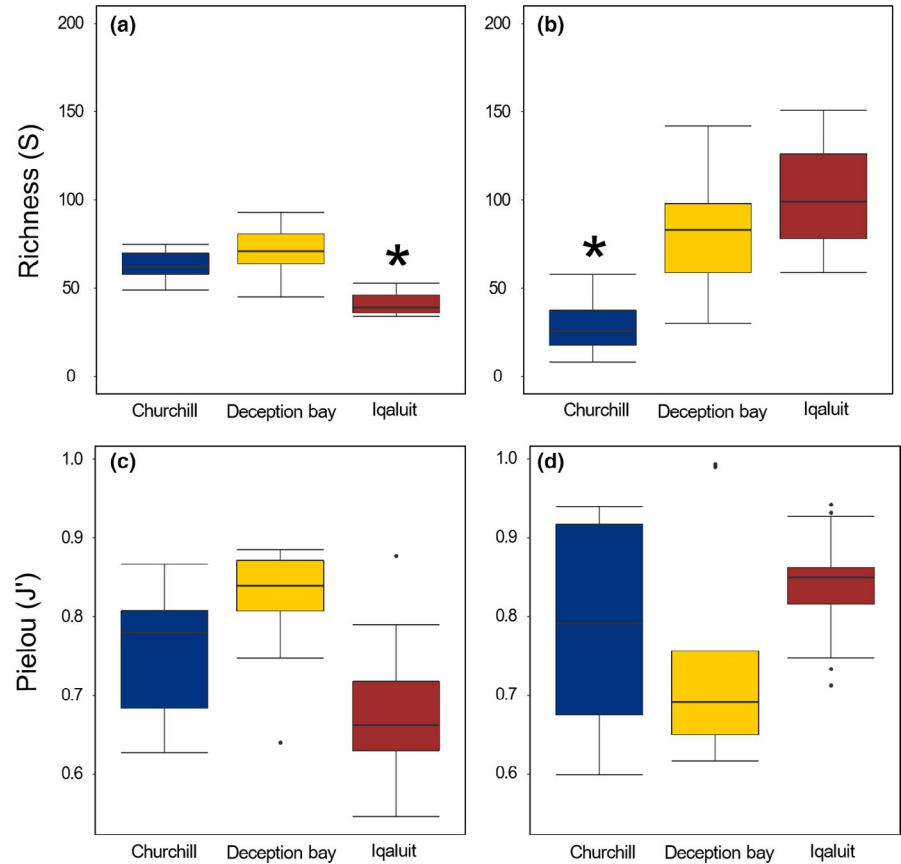 (a)
(b)
Richness (S)
200
150
100
50
0
200
150
100
50
0
*
*
Churchill Deception bay Iqaluit
Churchill Deception bay Iqaluit
(c)
(d)
Pielou (J')
1.0
0.9
0.8
0.7
0.6
1.0
0.9
0.8
0.7
0.6
Churchill Deception bay Iqaluit
Churchill Deception bay Iqaluit